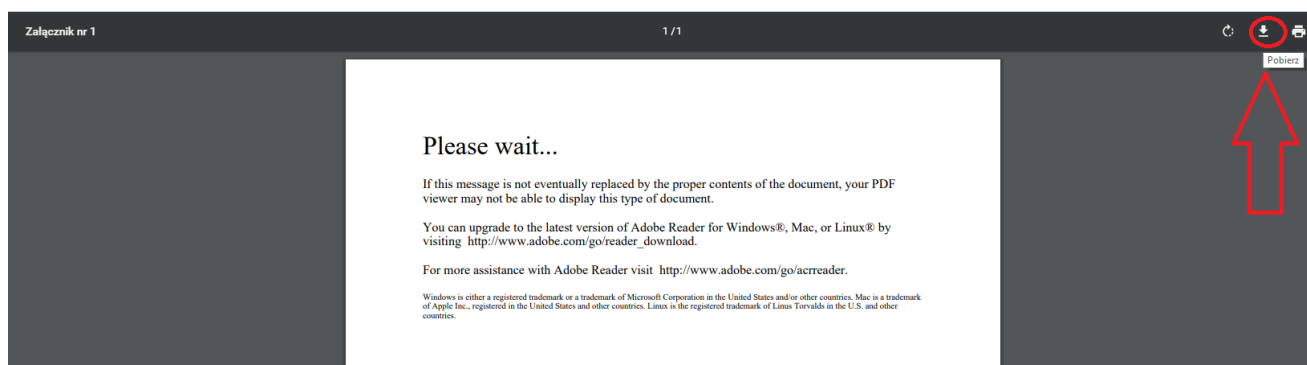 Załącznik nr 1
1 / 1
Pobierz
Please wait...
If this message is not eventually replaced by the proper contents of the document, your PDF
viewer may not be able to display this type of document.
You can upgrade to the latest version of Adobe Reader for Windows®, Mac, or Linux® by
visiting  http://www.adobe.com/go/reader_download.
For more assistance with Adobe Reader visit  http://www.adobe.com/go/acrreader.
Windows is either a registered trademark or a trademark of Microsoft Corporation in the United States and/or other countries. Mac is a trademark
of Apple Inc., registered in the United States and other countries. Linux is the registered trademark of Linus Torvalds in the U.S. and other
countries.